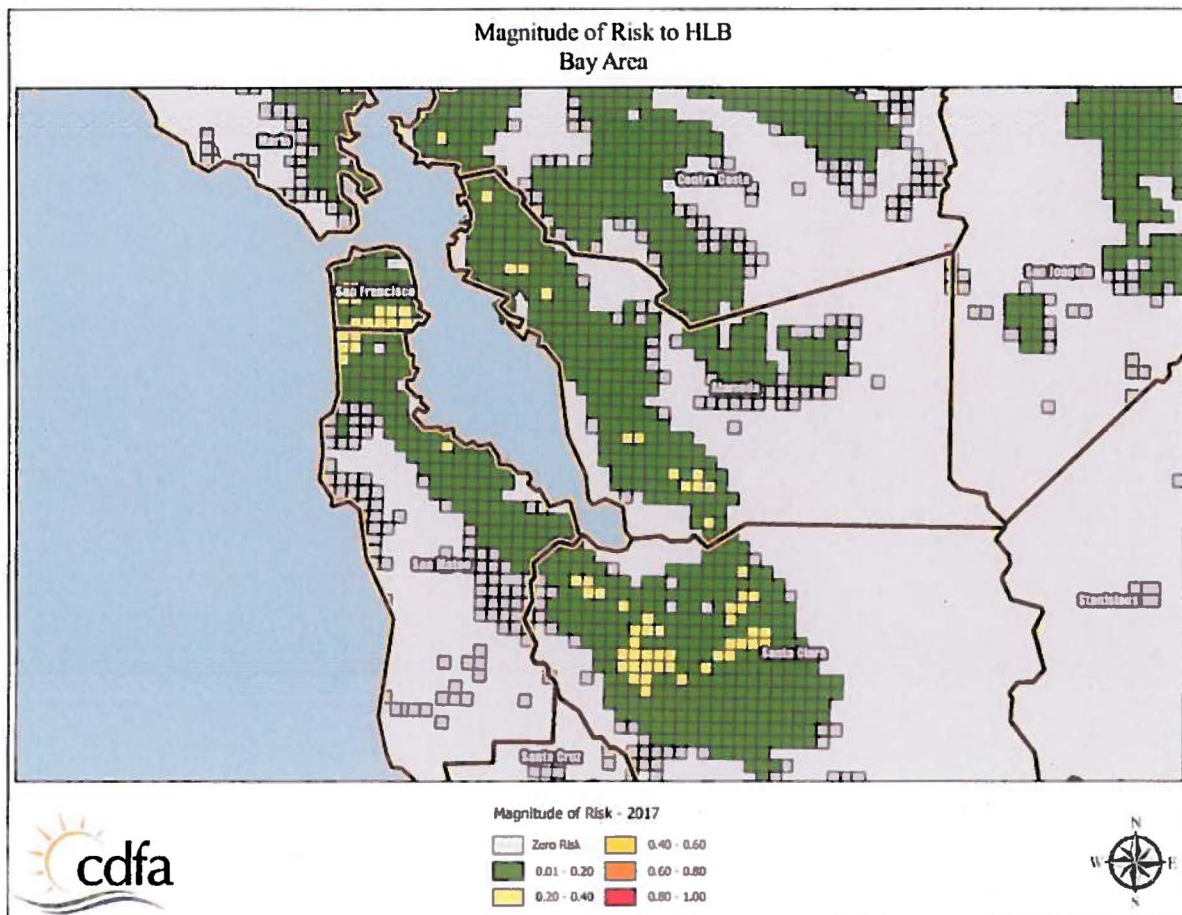 Magnitude of Risk to HLB
Bay Area
Contra Costa
San Francisco
San Joaquin
Alameda
San Mateo
Santa Clara
Stanislaus
Santa Cruz
Magnitude of Risk - 2017
Zero Risk
0.01 - 0.20
0.20 - 0.40
0.40 - 0.60
0.60 - 0.80
0.80 - 1.00
cdfa
N
W
E
S